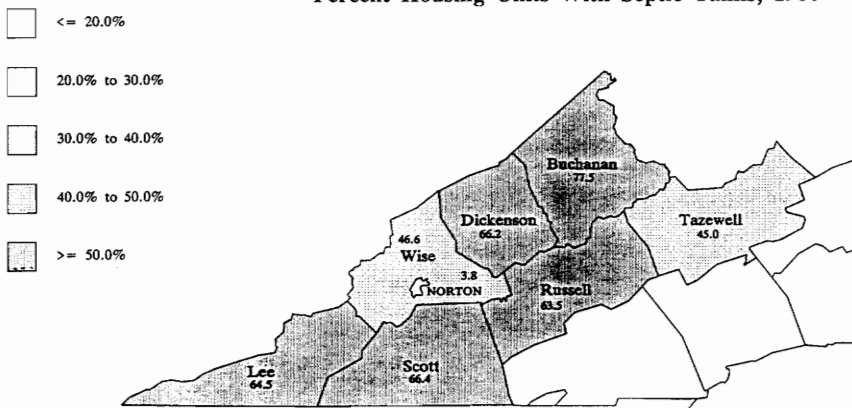 Percent Housing Units With Septic Tanks,
<= 20.0%
20.0% to 30.0%
30.0% to 40.0%
40.0% to 50.0%
>= 50.0%
Buchanan
77.5
Dickenson
66.2
Tazewell
45.0
46.6
Wise
3.8
NORTON
Russell
63.5
Lee
64.5
Scott
66.4